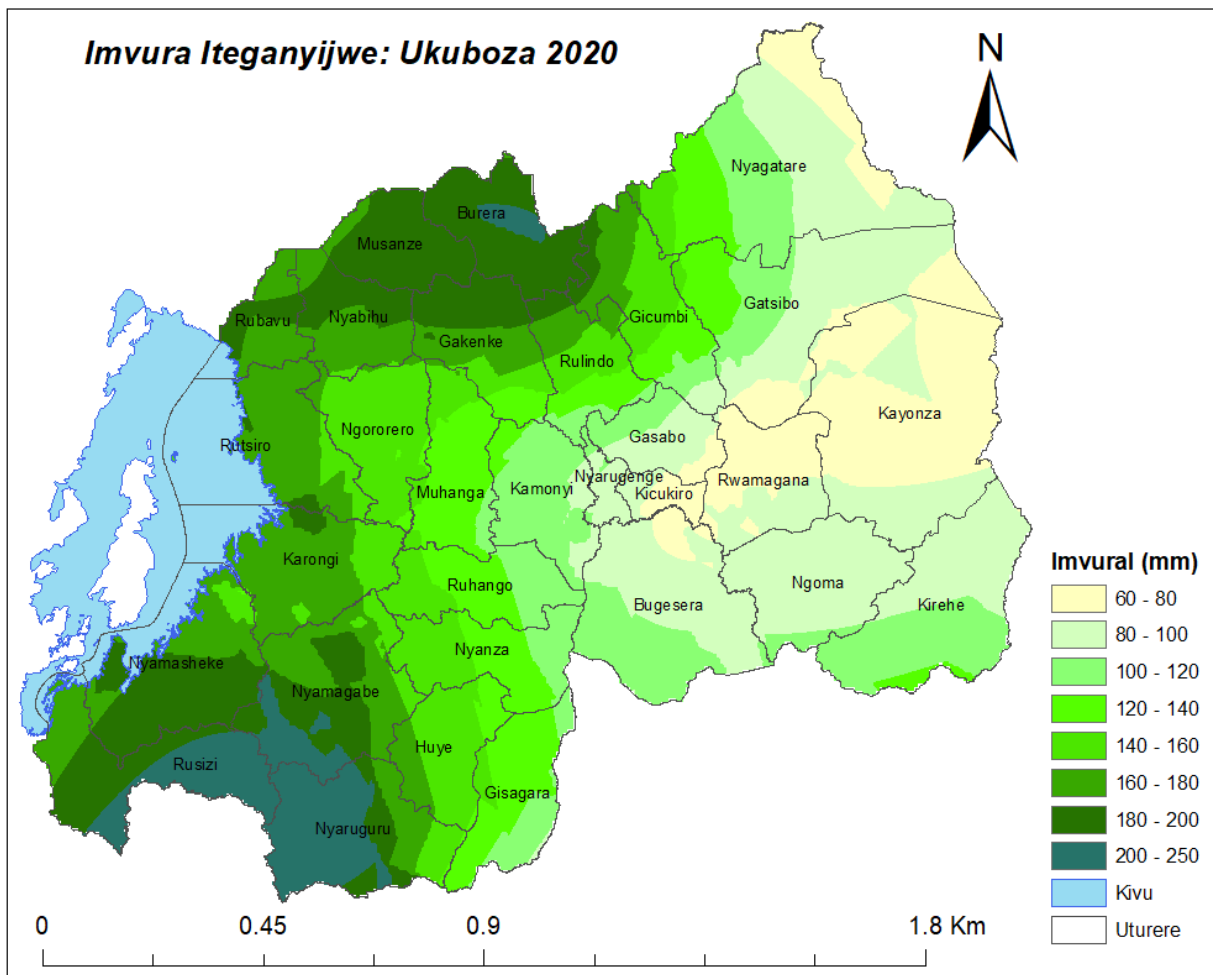 Imvura Iteganyijwe: Ukuboza 2020
N
Nyagatare
Burera
Musanze
Gatsibo
Rubavu
Nyabihu
Gicumbi
Gakenke
Rulindo
Kayonza
Ngororero
Gasabo
Rutsiro
Nyarugenge
Rwamagana
Muhanga
Kamonyi
Kicukiro
Karongi
Ruhango
Ngoma
Bugesera
Kirehe
Nyanza
Nyamasheke
Nyamagabe
Huye
Rusizi
Gisagara
Nyaruguru
Imvural (mm)
60 - 80
80 - 100
100 - 120
120 - 140
140 - 160
160 - 180
180 - 200
200 - 250
Kivu
Uturere
0 0.45 0.9 1.8 Km